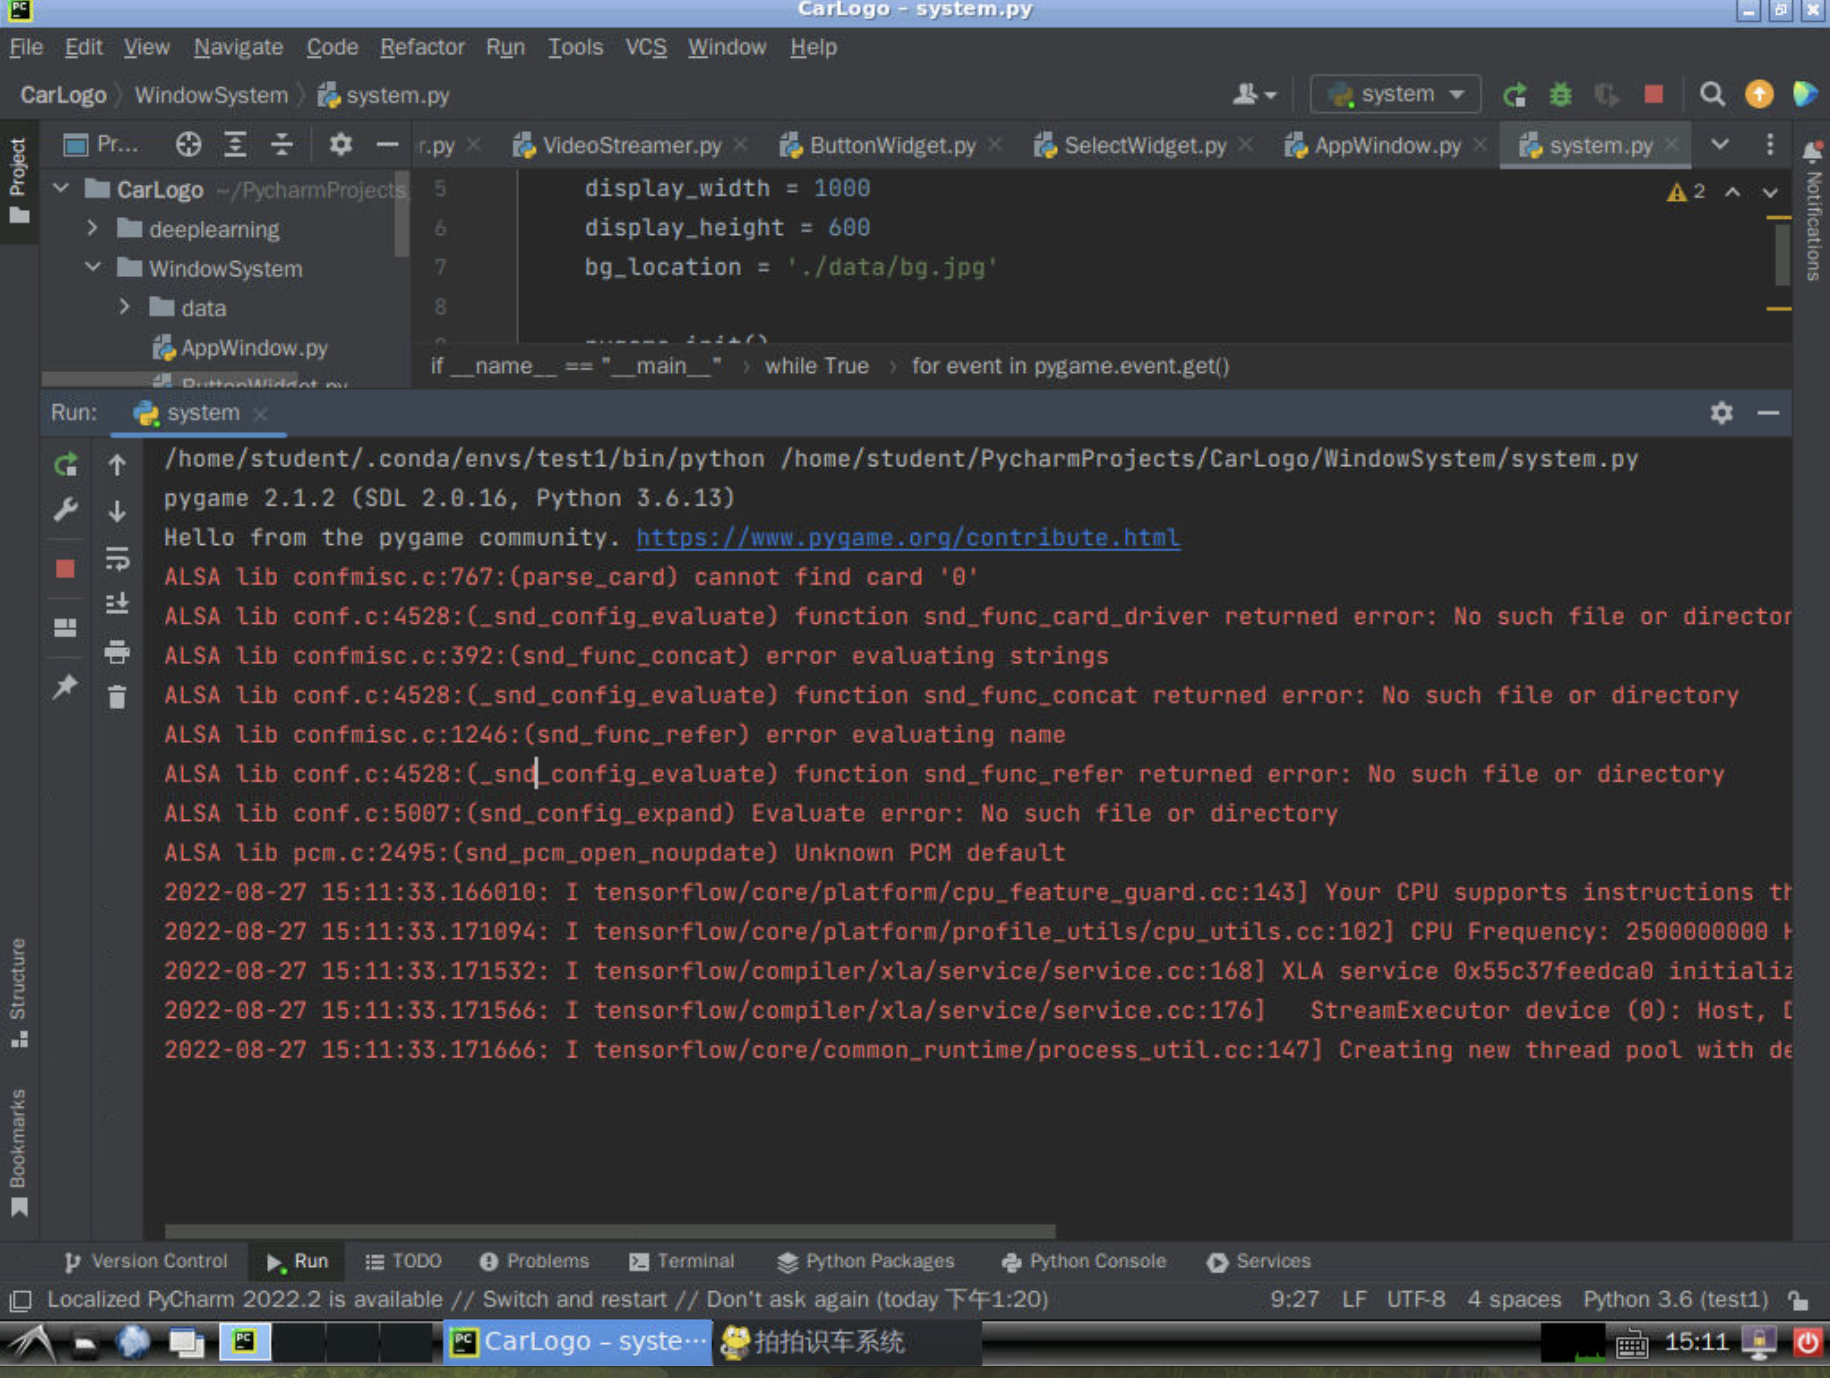 CarLogo – system.py
File Edit View Navigate Code Refactor Run Tools VCS Window Help
CarLogo WindowSystem system.py
system
Pr...
r.py VideoStreamer.py ButtonWidget.py SelectWidget.py AppWindow.py system.py
Project
Notifications
CarLogo ~/PycharmProjects
deeplearning
WindowSystem
data
AppWindow.py
ButtonWidget.py
5 display_width = 1000
6 display_height = 600
7 bg_location = './data/bg.jpg'
8
9 pygame.init()
2
if __name__ == "__main__" › while True › for event in pygame.event.get()
Run: system
/home/student/.conda/envs/test1/bin/python /home/student/PycharmProjects/CarLogo/WindowSystem/system.py
pygame 2.1.2 (SDL 2.0.16, Python 3.6.13)
Hello from the pygame community. https://www.pygame.org/contribute.html
ALSA lib confmisc.c:767:(parse_card) cannot find card '0'
ALSA lib conf.c:4528:(_snd_config_evaluate) function snd_func_card_driver returned error: No such file or director
ALSA lib confmisc.c:392:(snd_func_concat) error evaluating strings
ALSA lib conf.c:4528:(_snd_config_evaluate) function snd_func_concat returned error: No such file or directory
ALSA lib confmisc.c:1246:(snd_func_refer) error evaluating name
ALSA lib conf.c:4528:(_snd_config_evaluate) function snd_func_refer returned error: No such file or directory
ALSA lib conf.c:5007:(snd_config_expand) Evaluate error: No such file or directory
ALSA lib pcm.c:2495:(snd_pcm_open_noupdate) Unknown PCM default
2022-08-27 15:11:33.166010: I tensorflow/core/platform/cpu_feature_guard.cc:143] Your CPU supports instructions th
2022-08-27 15:11:33.171094: I tensorflow/core/platform/profile_utils/cpu_utils.cc:102] CPU Frequency: 2500000000 H
2022-08-27 15:11:33.171532: I tensorflow/compiler/xla/service/service.cc:168] XLA service 0x55c37feedca0 initializ
2022-08-27 15:11:33.171566: I tensorflow/compiler/xla/service/service.cc:176]   StreamExecutor device (0): Host, D
2022-08-27 15:11:33.171666: I tensorflow/core/common_runtime/process_util.cc:147] Creating new thread pool with de
Structure
Bookmarks
Version Control Run TODO Problems Terminal Python Packages Python Console Services
Localized PyCharm 2022.2 is available // Switch and restart // Don't ask again (today 下午1:20) 9:27 LF UTF-8 4 spaces Python 3.6 (test1)
CarLogo – syste··· 拍拍识车系统 15:11